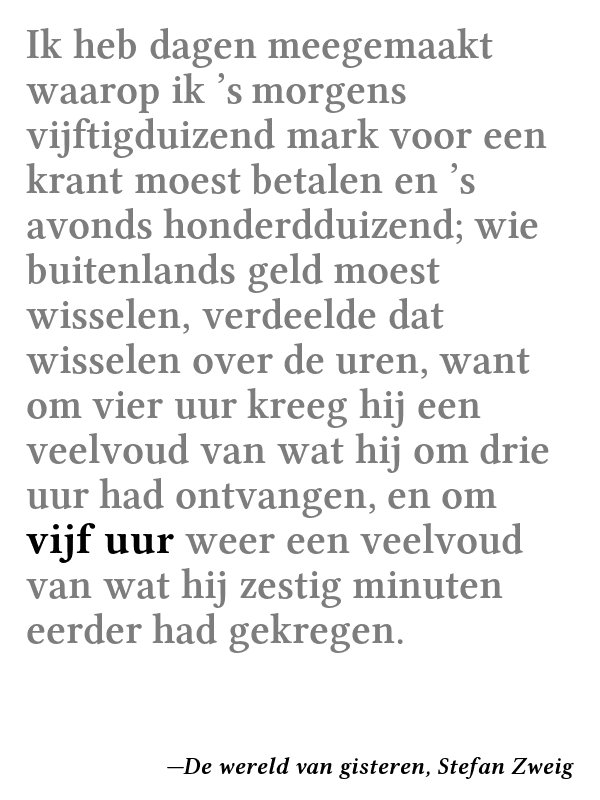 Ik heb dagen meegemaakt
waarop ik ’s morgens
vijftigduizend mark voor een
krant moest betalen en ’s
avonds honderdduizend; wie
buitenlands geld moest
wisselen, verdeelde dat
wisselen over de uren, want
om vier uur kreeg hij een
veelvoud van wat hij om drie
uur had ontvangen, en om
vijf uur weer een veelvoud
van wat hij zestig minuten
eerder had gekregen.
—De wereld van gisteren, Stefan Zweig